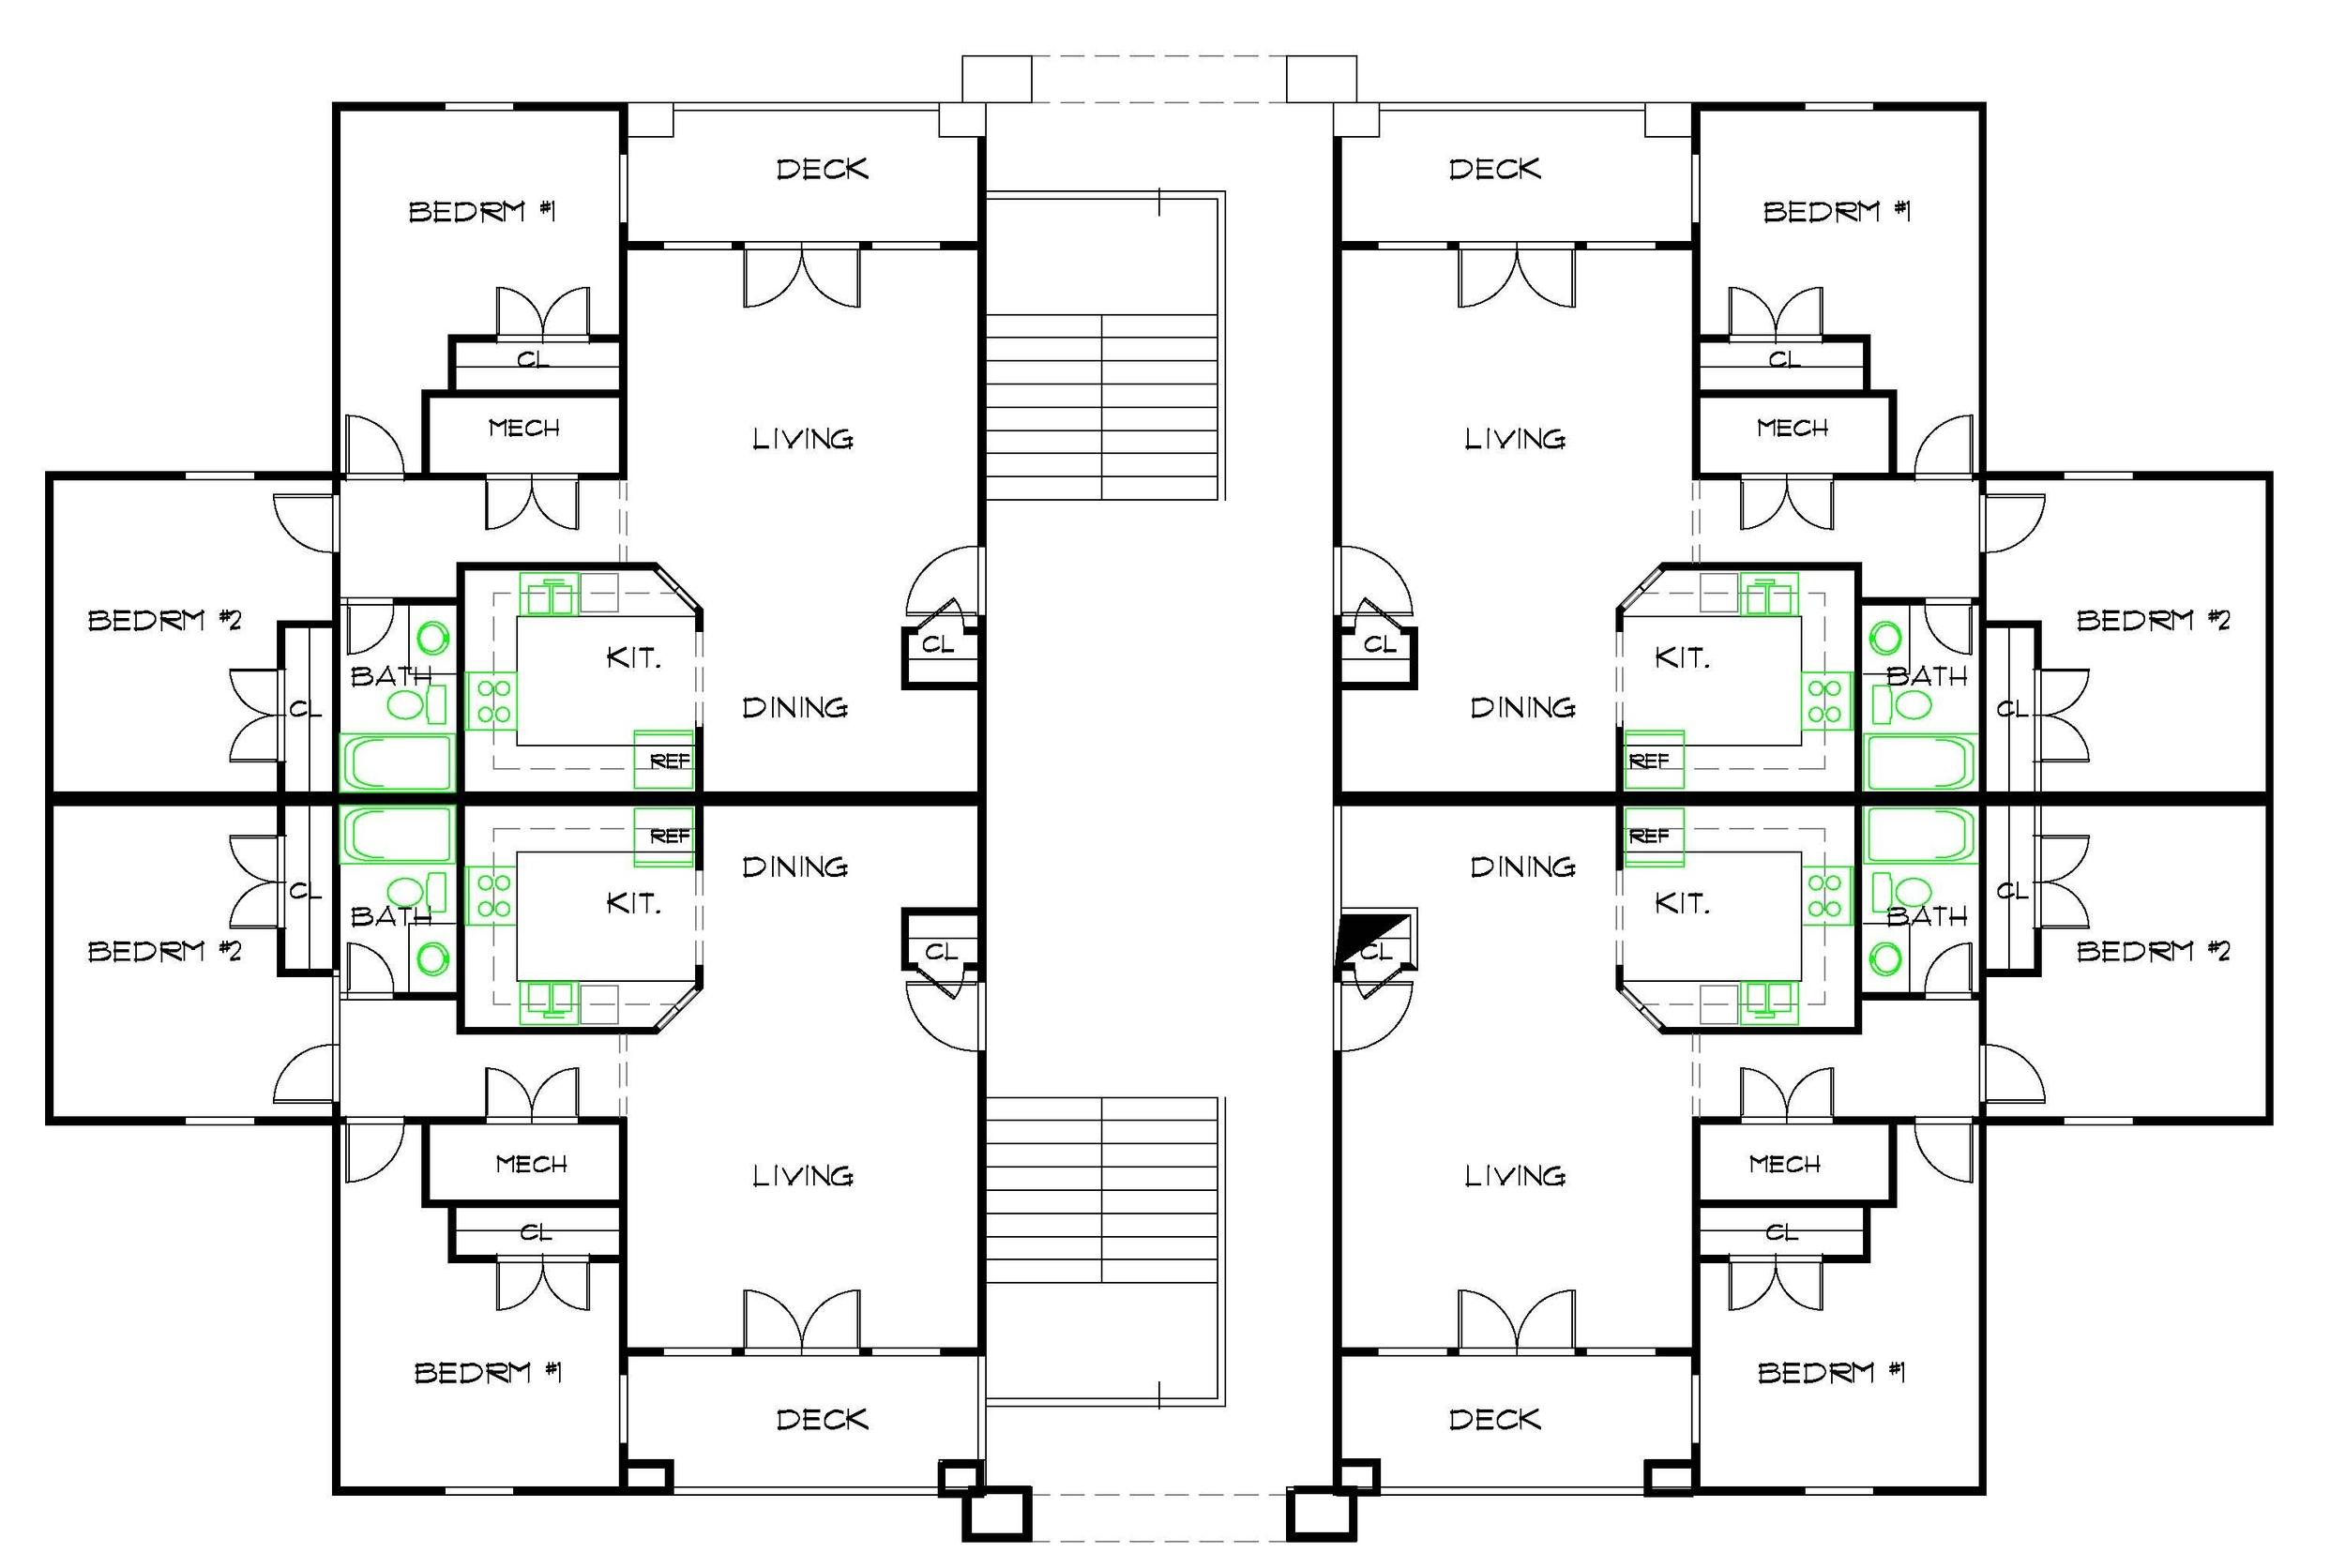 DECK
DECK
BEDRM #1
BEDRM #1
CL
CL
MECH
MECH
LIVING
LIVING
BEDRM #2
BEDRM #2
CL
CL
KIT.
KIT.
BATH
BATH
CL
CL
DINING
DINING
REF
REF
REF
REF
DINING
DINING
CL
CL
KIT.
KIT.
BATH
BATH
BEDRM #2
BEDRM #2
CL
CL
MECH
MECH
LIVING
LIVING
CL
CL
BEDRM #1
BEDRM #1
DECK
DECK